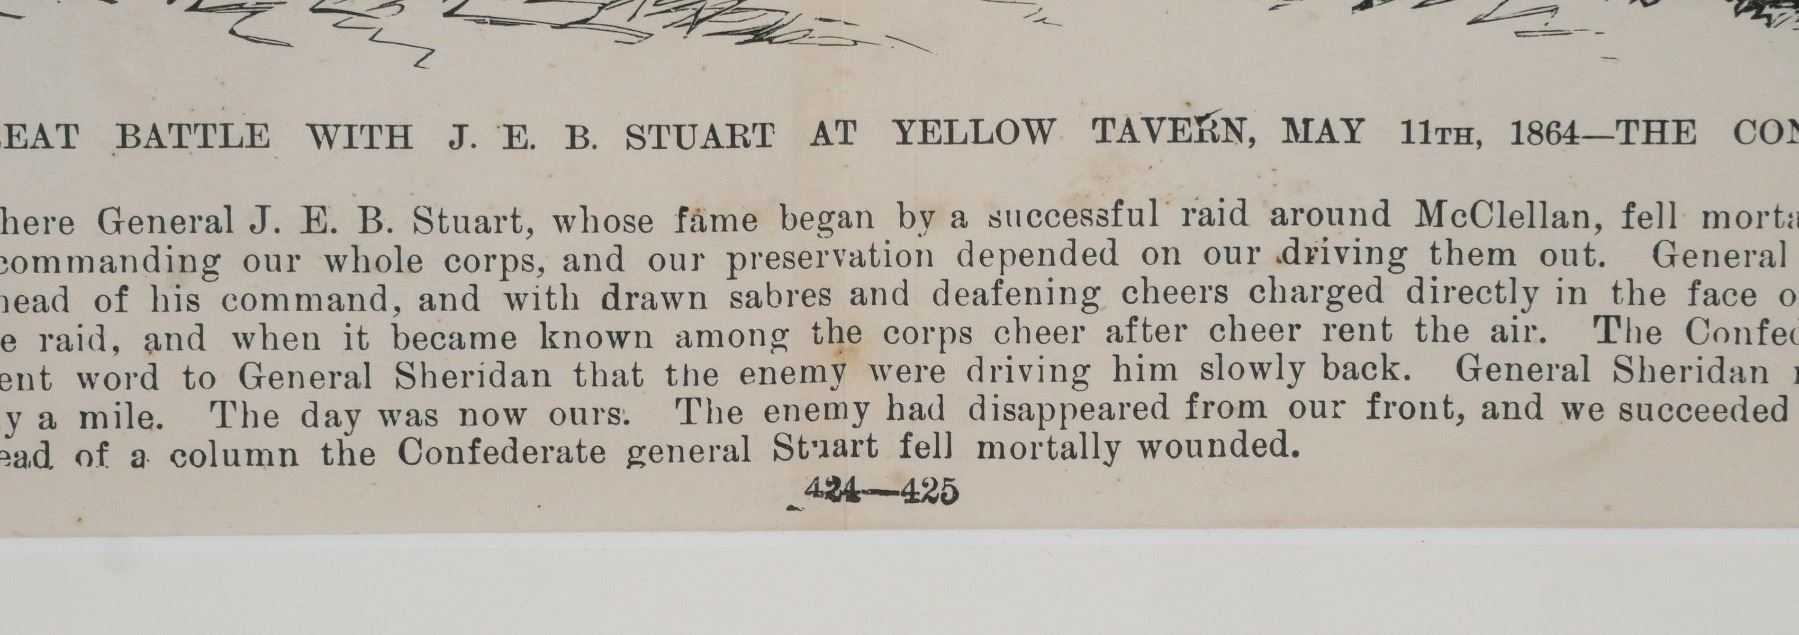 EAT BATTLE WITH J. E. B. STUART AT YELLOW TAVERN, MAY 11TH, 1864—THE CON
here General J. E. B. Stuart, whose fame began by a successful raid around McClellan, fell morta
commanding our whole corps, and our preservation depended on our driving them out. General
head of his command, and with drawn sabres and deafening cheers charged directly in the face o
e raid, and when it became known among the corps cheer after cheer rent the air. The Confed
ent word to General Sheridan that the enemy were driving him slowly back. General Sheridan
y a mile. The day was now ours. The enemy had disappeared from our front, and we succeeded
ead of a column the Confederate general Stuart fell mortally wounded.
424—425